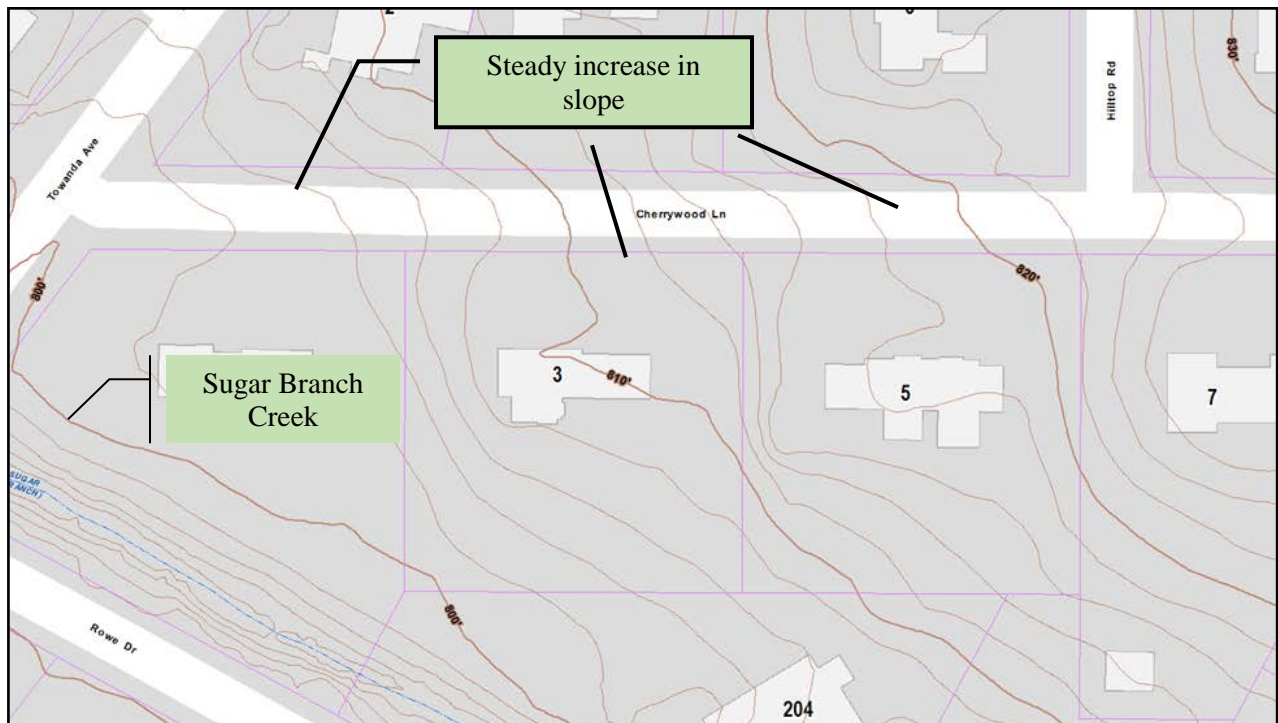 Steady increase in
slope
Towanda Ave
Hilltop Rd
830'
Cherrywood Ln
820'
800'
Sugar Branch
Creek
3
810'
5
7
SUGAR
800'
Rowe Dr
204